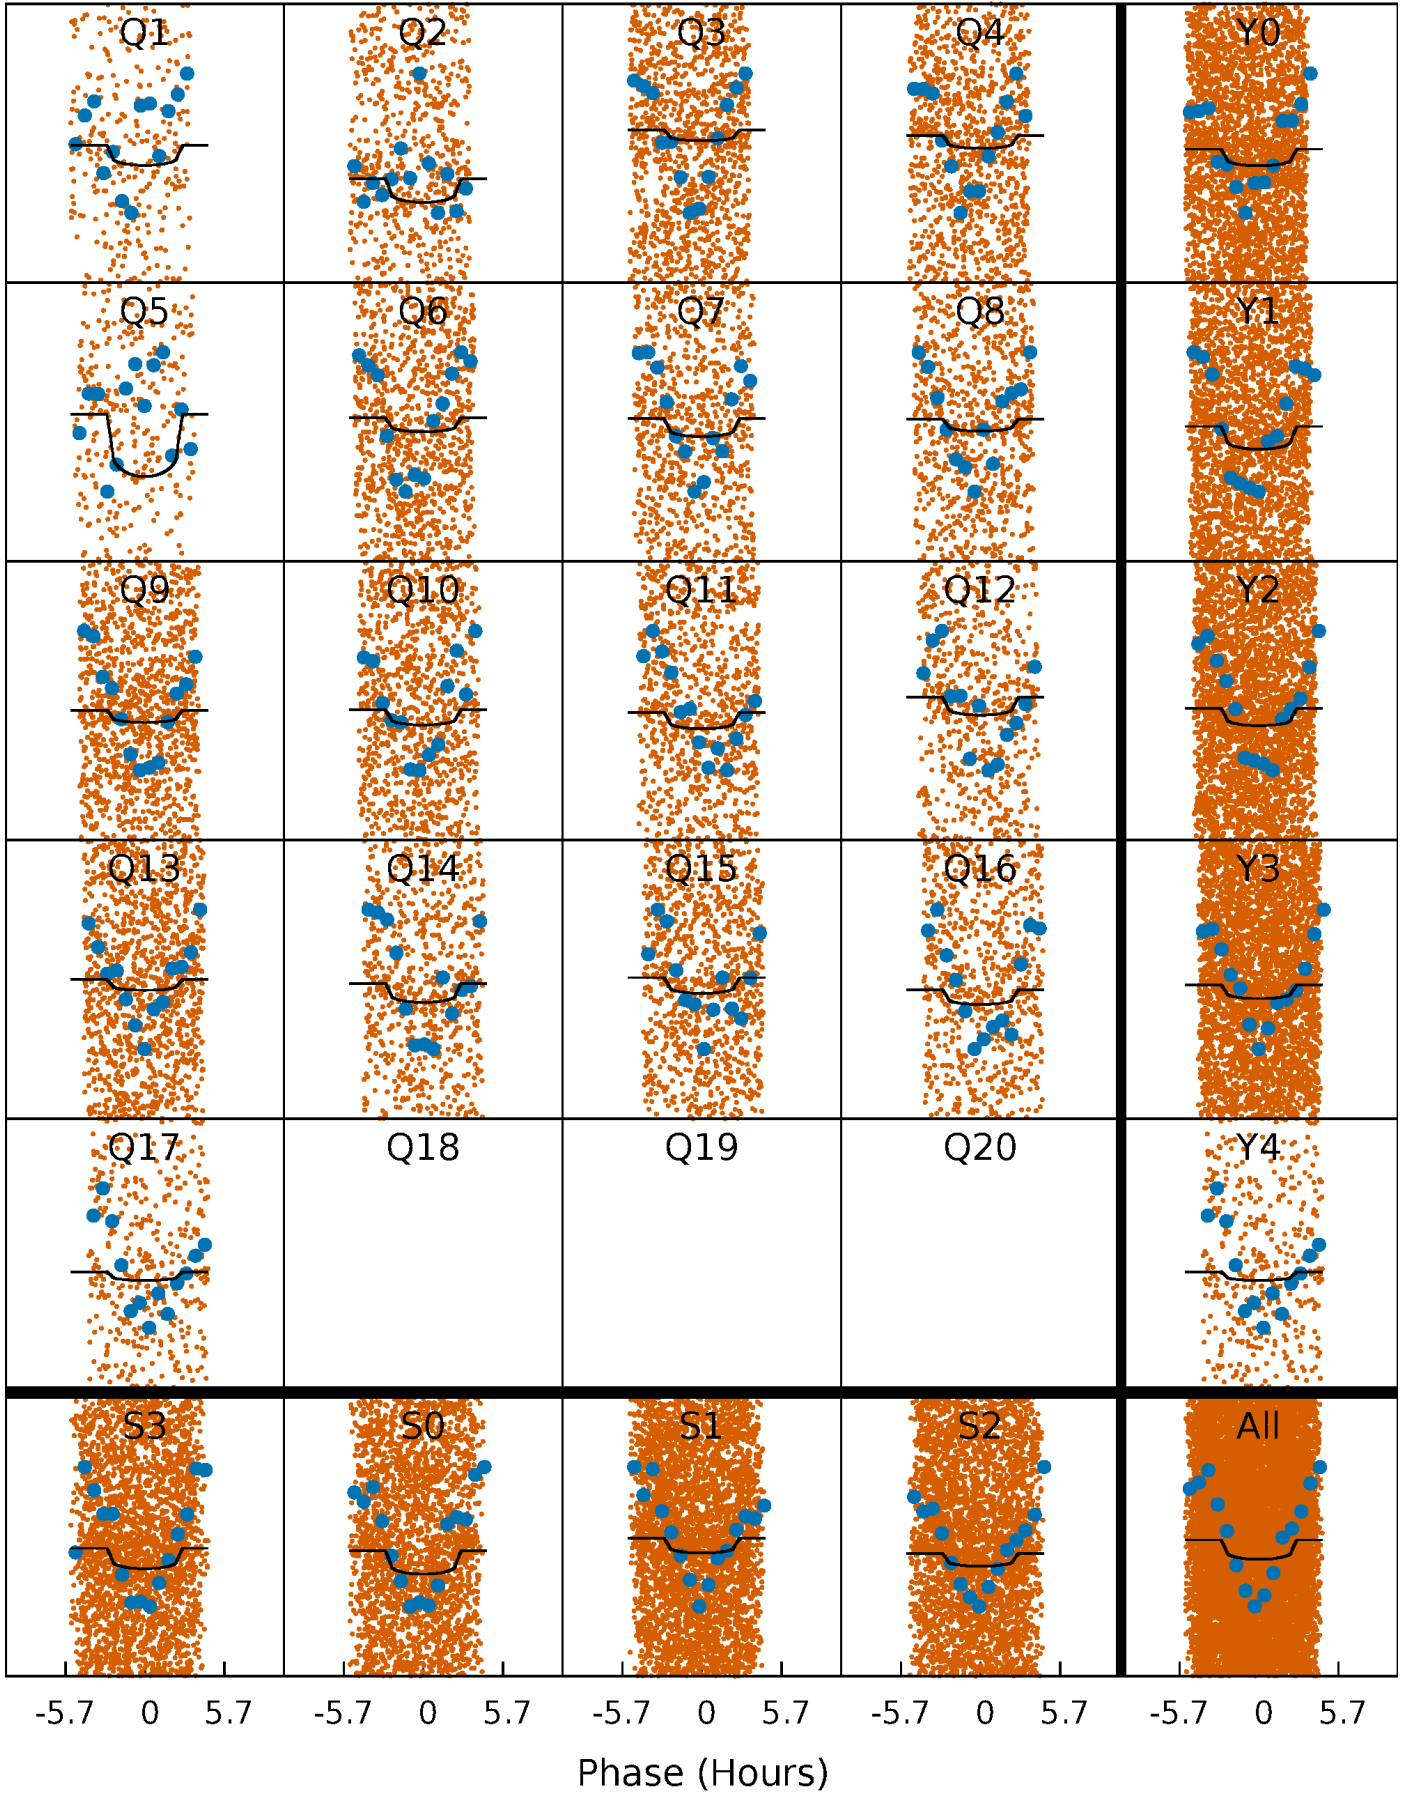 Q1 Q2 Q3 Q4 Y0
Q5 Q6 Q7 Q8 Y1
Q9 Q10 Q11 Q12 Y2
Q13 Q14 Q15 Q16 Y3
Q17 Q18 Q19 Q20 Y4
S3 S0 S1 S2 All
-5.7 0 5.7 -5.7 0 5.7 -5.7 0 5.7 -5.7 0 5.7 -5.7 0 5.7
Phase (Hours)